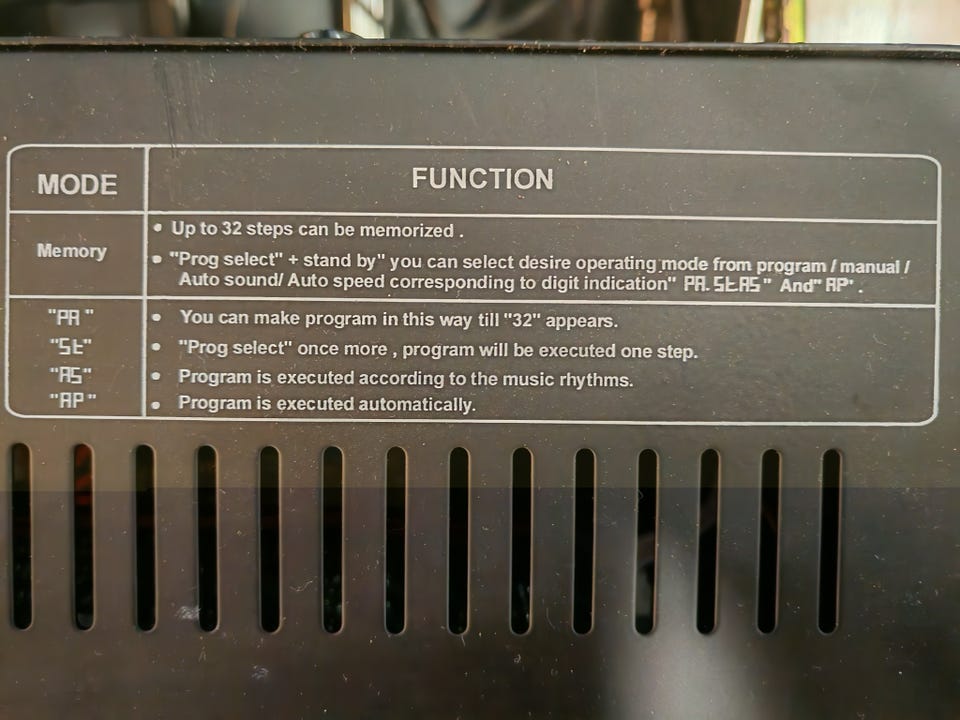 MODE
FUNCTION
Memory
• Up to 32 steps can be memorized .
• "Prog select" + stand by" you can select desire operating mode from program / manual /
Auto sound/ Auto speed corresponding to digit indication" PA. St.AS " And" AP" .
"PA "
• You can make program in this way till "32" appears.
"St"
• "Prog select" once more , program will be executed one step.
"AS"
• Program is executed according to the music rhythms.
"AP "
• Program is executed automatically.